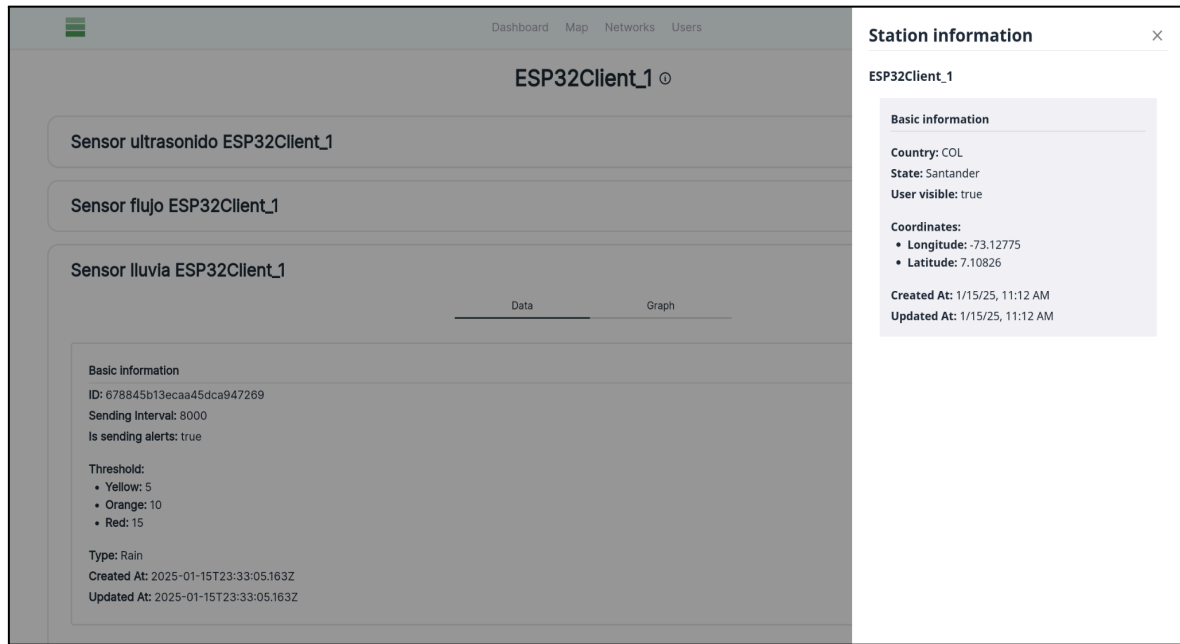 Dashboard Map Networks Users
ESP32Client_1
Sensor ultrasonido ESP32Client_1
Sensor flujo ESP32Client_1
Sensor lluvia ESP32Client_1
Data Graph
Basic information
ID: 678845b13ecaa45dca947269
Sending Interval: 8000
Is sending alerts: true
Threshold:
• Yellow: 5
• Orange: 10
• Red: 15
Type: Rain
Created At: 2025-01-15T23:33:05.163Z
Updated At: 2025-01-15T23:33:05.163Z
Station information
ESP32Client_1
Basic information
Country: COL
State: Santander
User visible: true
Coordinates:
• Longitude: -73.12775
• Latitude: 7.10826
Created At: 1/15/25, 11:12 AM
Updated At: 1/15/25, 11:12 AM